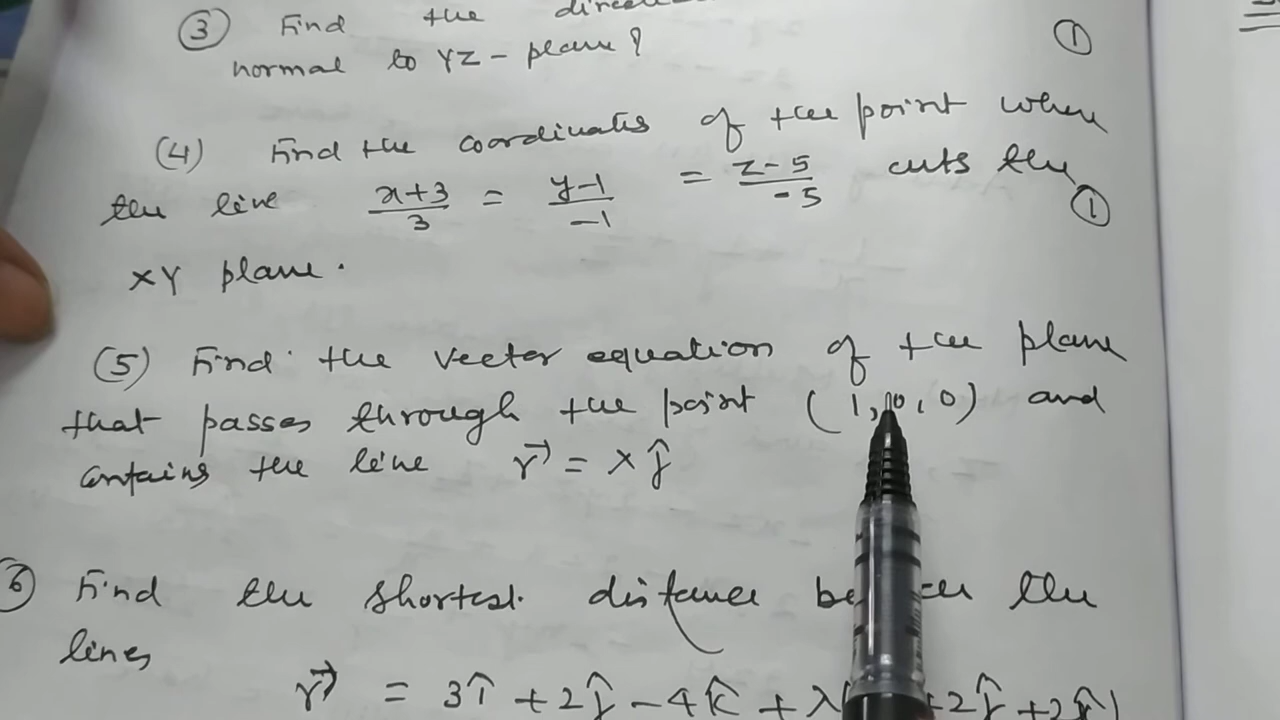 ③ Find the
normal to YZ - plane? ①
(4) Find the coordinates of the point where
the line x+3/3 = y-1/-1 = z-5/-5 cuts the ①
XY plane.
(5) Find the Vector equation of the plane
that passes through the point (1,0,0) and
contains the line r⃗ = λĵ
⑥ Find the shortest distance the
lines
r⃗ = 3î + 2ĵ - 4k̂ + λ( +2ĵ +2k̂)